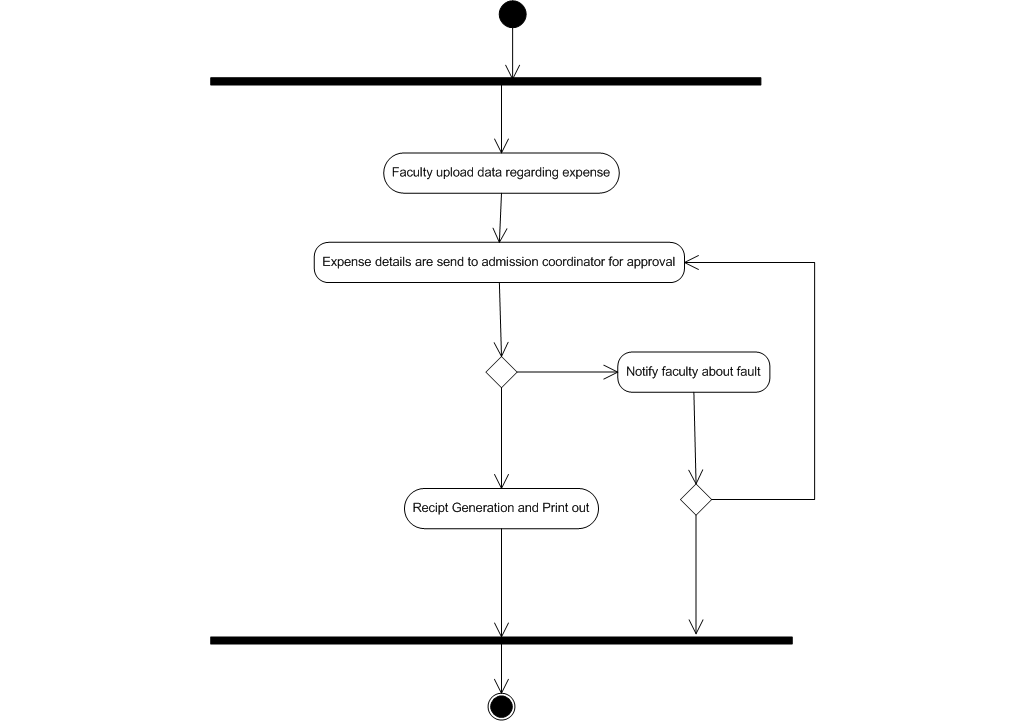 Faculty upload data regarding expense
Expense details are send to admission coordinator for approval
Notify faculty about fault
Recipt Generation and Print out